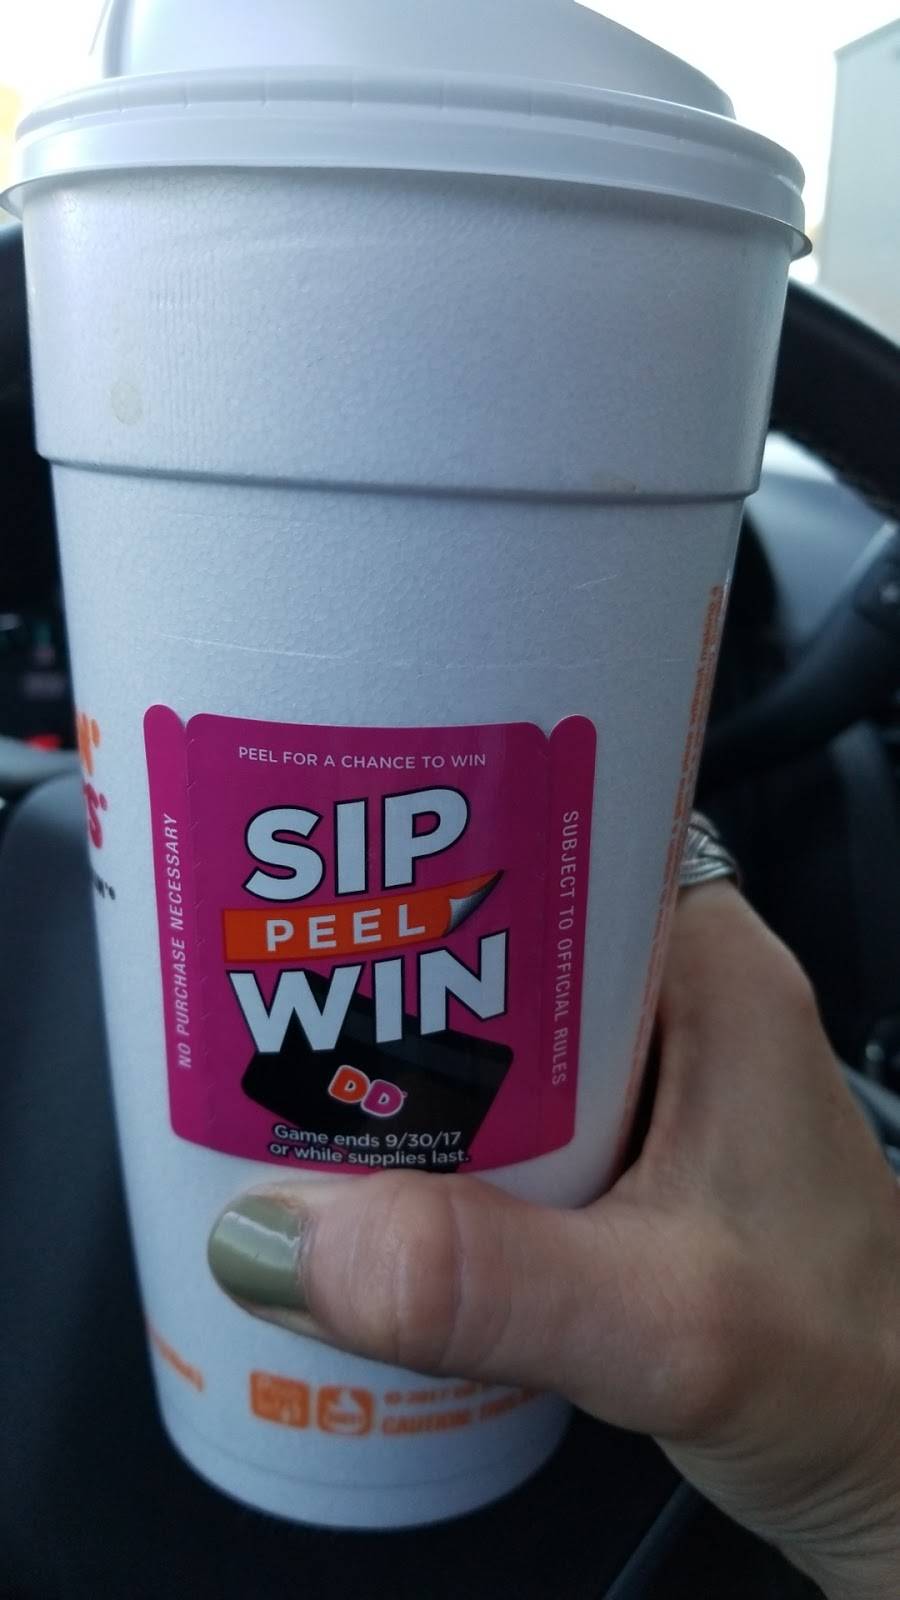 PEEL FOR A CHANCE TO WIN
SIP
PEEL
WIN
DD
Game ends 9/30/17
or while supplies last.
NO PURCHASE NECESSARY
SUBJECT TO OFFICIAL RULES
CAUTION!